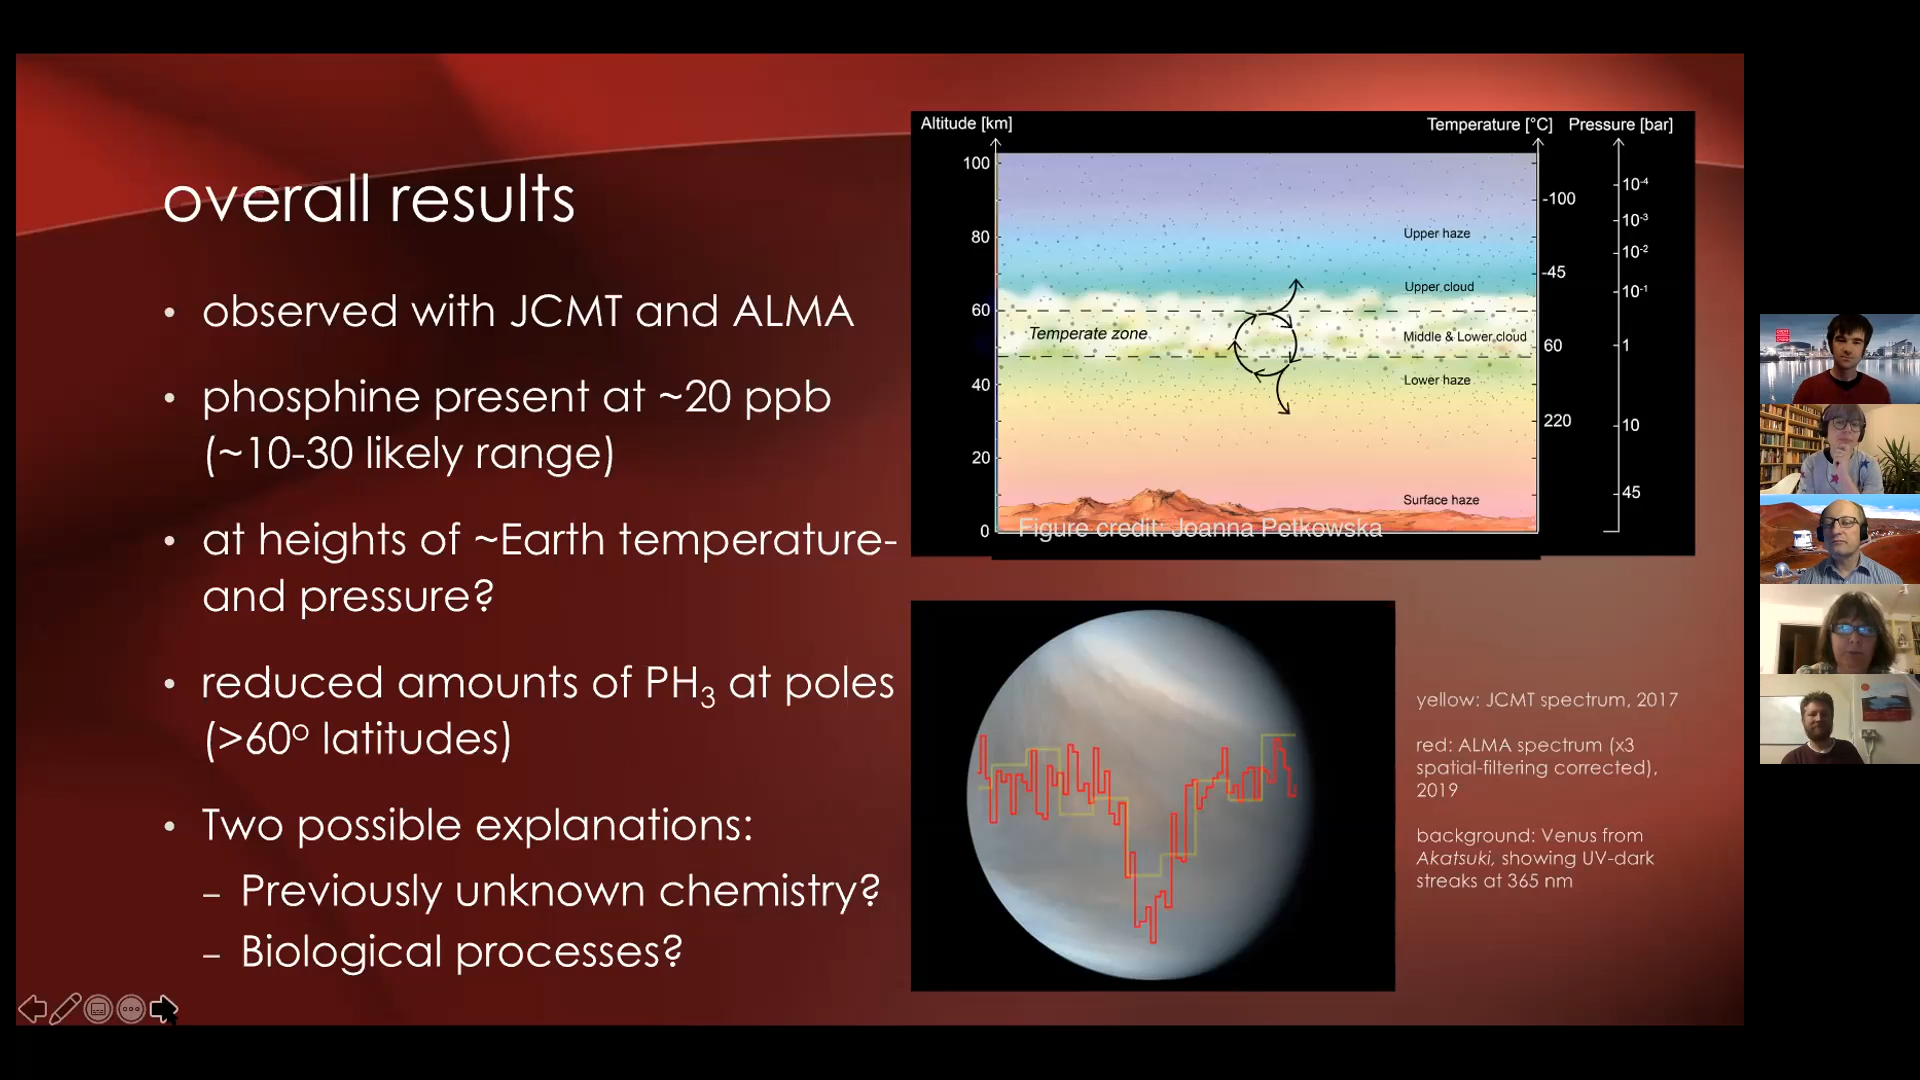 overall results
• observed with JCMT and ALMA
• phosphine present at ~20 ppb
(~10-30 likely range)
• at heights of ~Earth temperature-
and pressure?
• reduced amounts of PH₃ at poles
(>60° latitudes)
• Two possible explanations:
– Previously unknown chemistry?
– Biological processes?
Altitude [km]
Temperature [°C]
Pressure [bar]
100
80
60
40
20
0
Upper haze
Upper cloud
Temperate zone
Middle & Lower cloud
Lower haze
Surface haze
Figure credit: Joanna Petkowska
-100
-45
60
220
10⁻⁴
10⁻³
10⁻²
10⁻¹
1
10
45
yellow: JCMT spectrum, 2017
red: ALMA spectrum (x3
spatial-filtering corrected),
2019
background: Venus from
Akatsuki, showing UV-dark
streaks at 365 nm